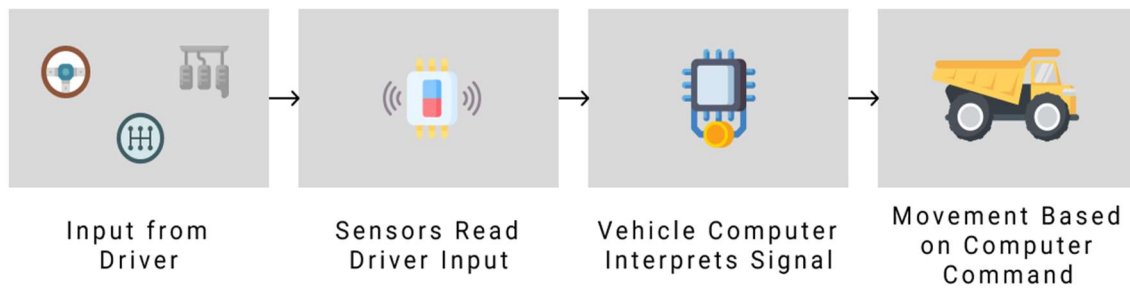 Input from
Driver
Sensors Read
Driver Input
Vehicle Computer
Interprets Signal
Movement Based
on Computer
Command